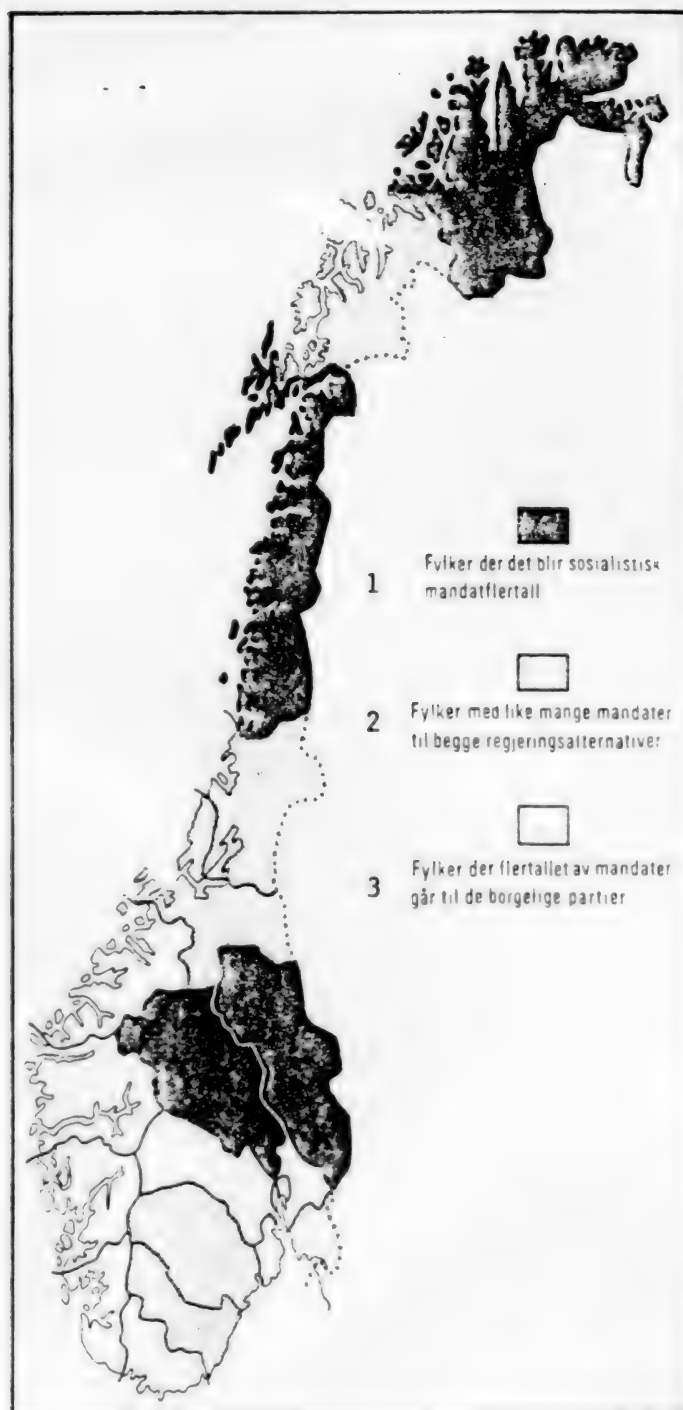 1
Fylker der det blir sosialistisk
mandatflertall
2
Fylker med like mange mandater
til begge regjeringsalternativer
3
Fylker der flertallet av mandater
går til de borgelige partier